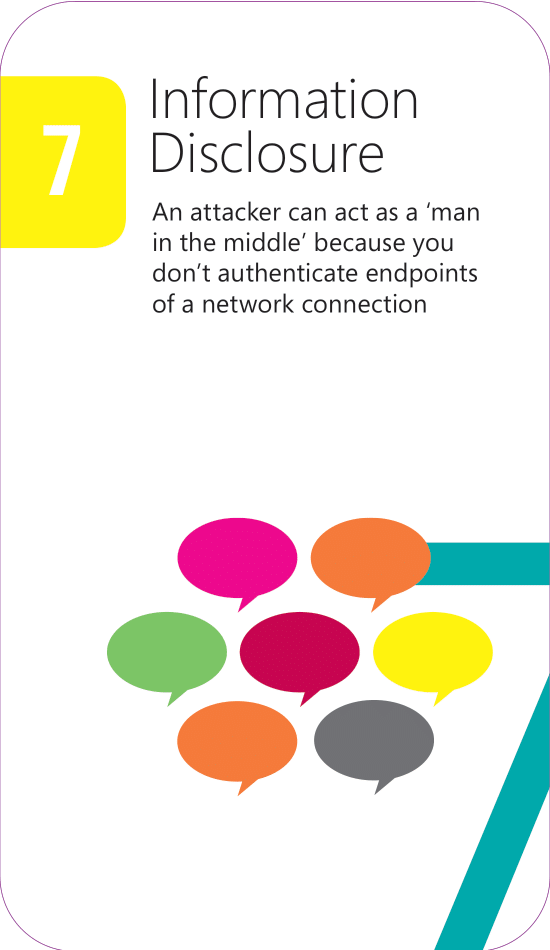 7
Information
Disclosure
An attacker can act as a ‘man
in the middle’ because you
don’t authenticate endpoints
of a network connection